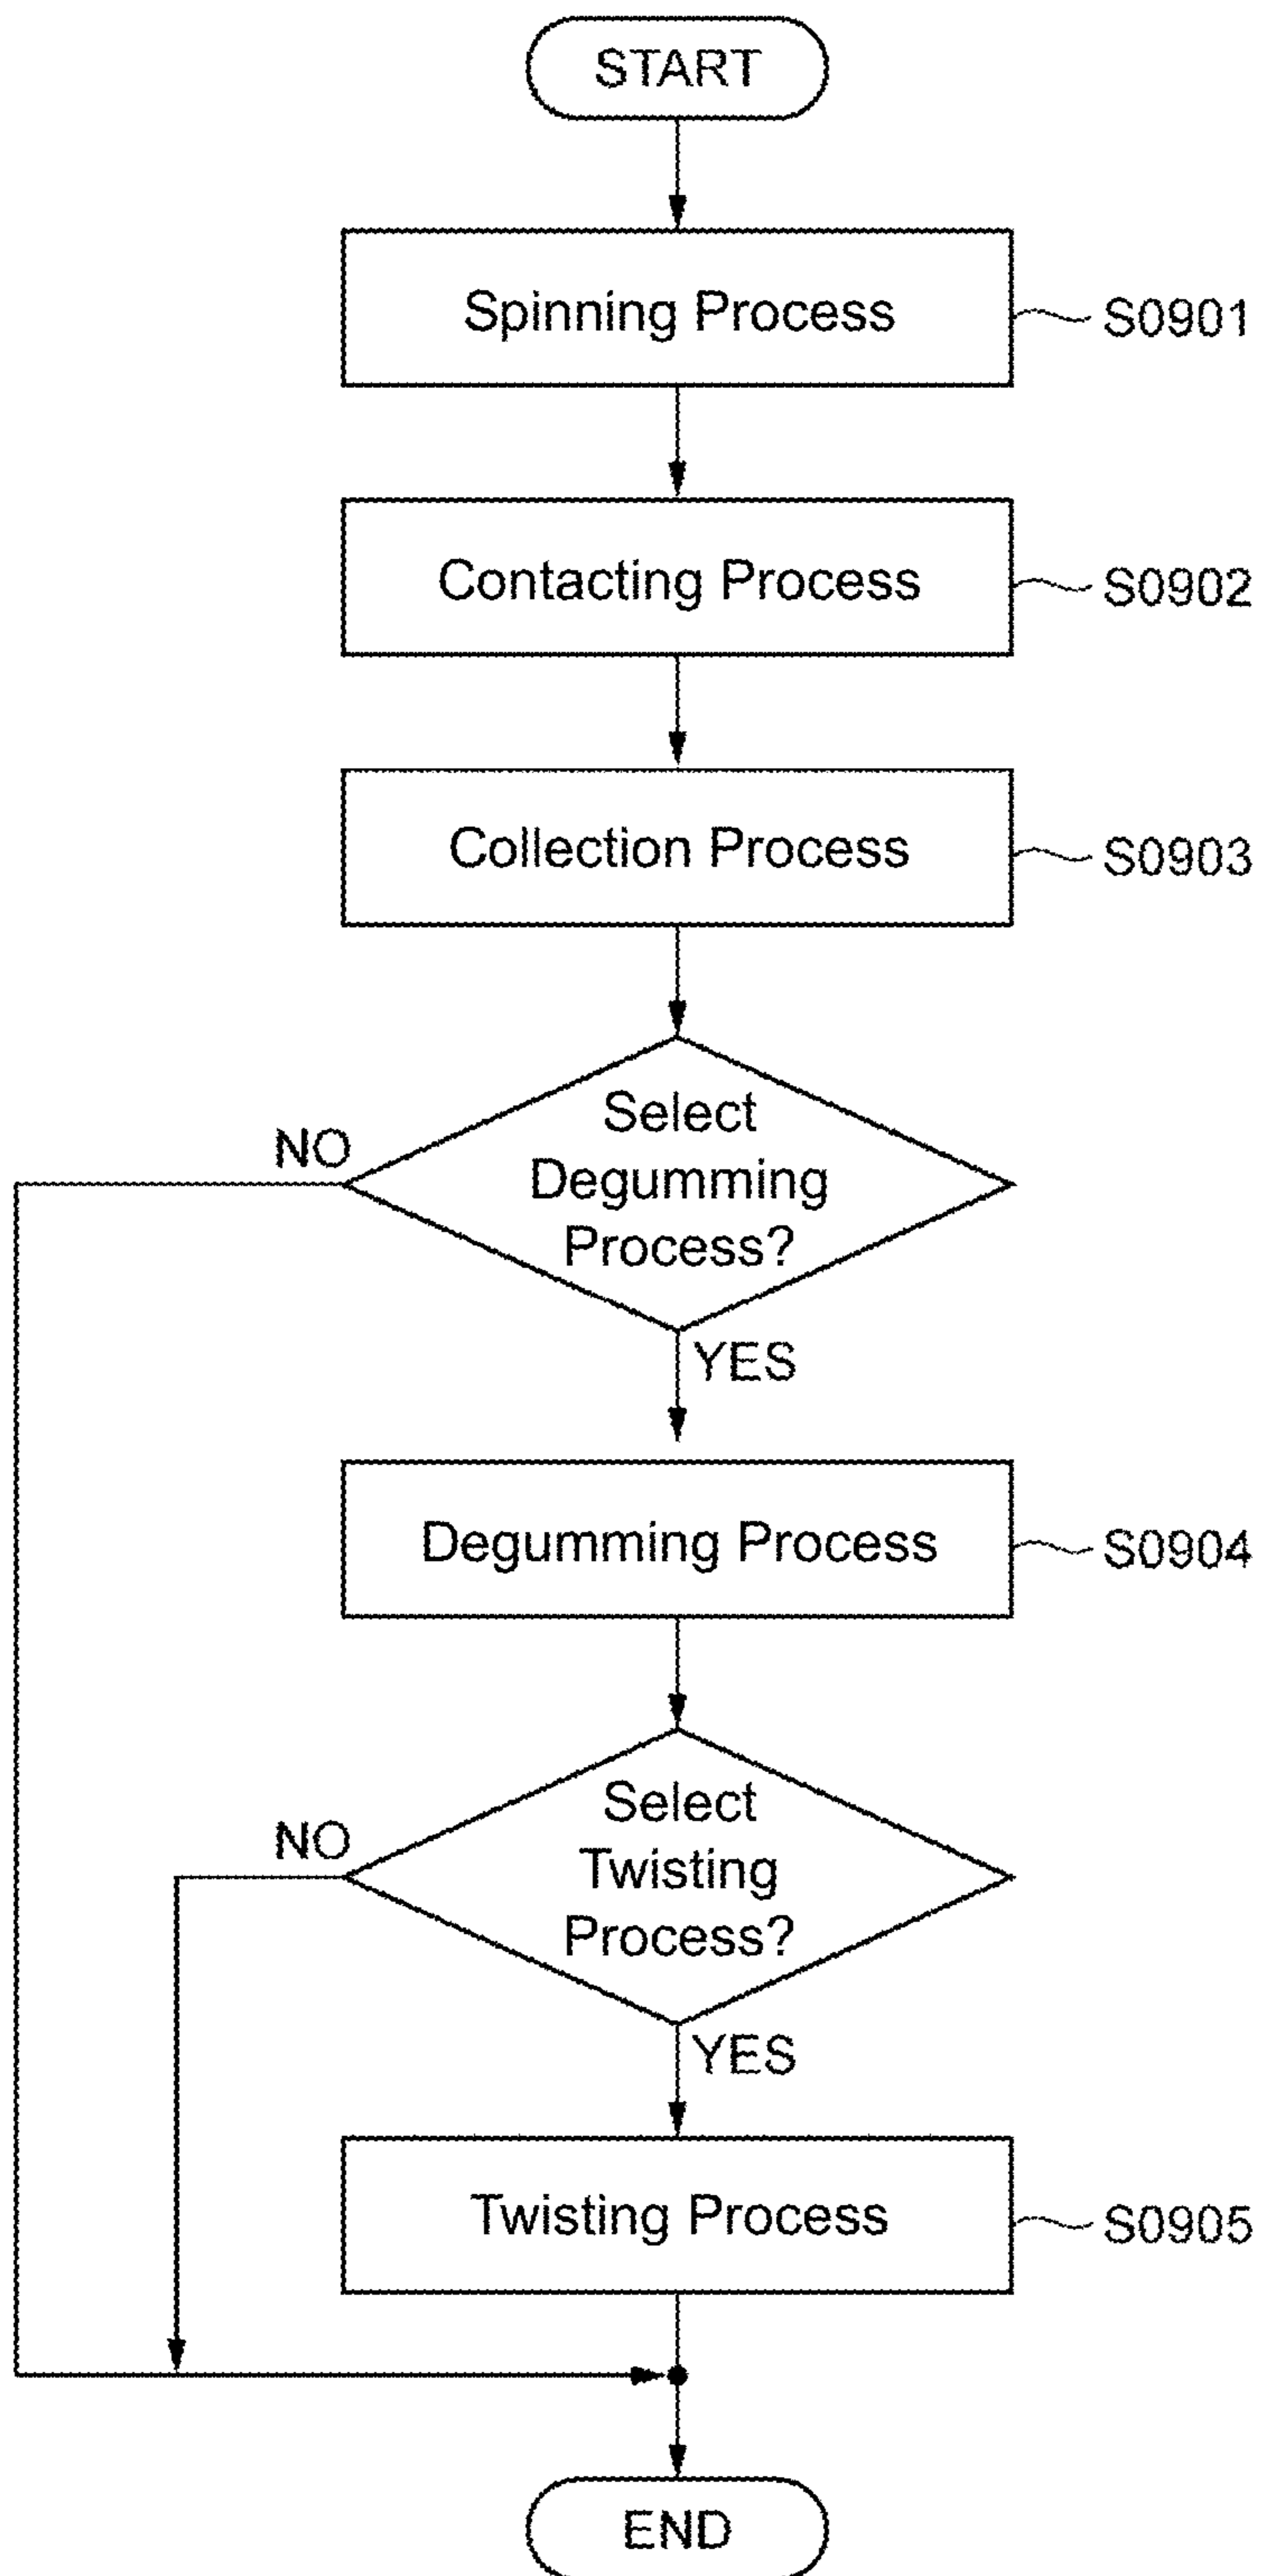 START
Spinning Process
S0901
Contacting Process
S0902
Collection Process
S0903
Select
Degumming
Process?
NO
YES
Degumming Process
S0904
Select
Twisting
Process?
NO
YES
Twisting Process
S0905
END